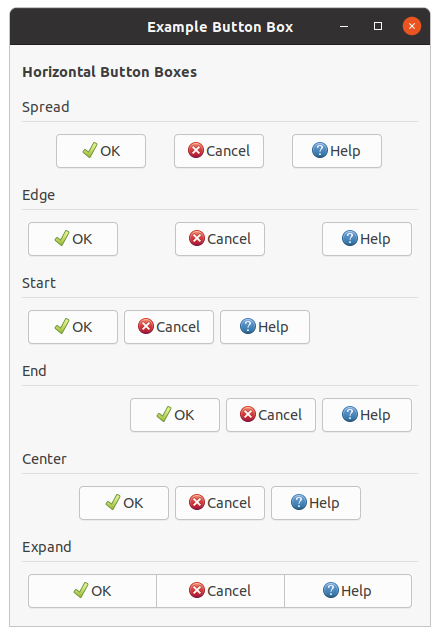 Example Button Box
Horizontal Button Boxes
Spread
OK Cancel Help
Edge
OK Cancel Help
Start
OK Cancel Help
End
OK Cancel Help
Center
OK Cancel Help
Expand
OK Cancel Help